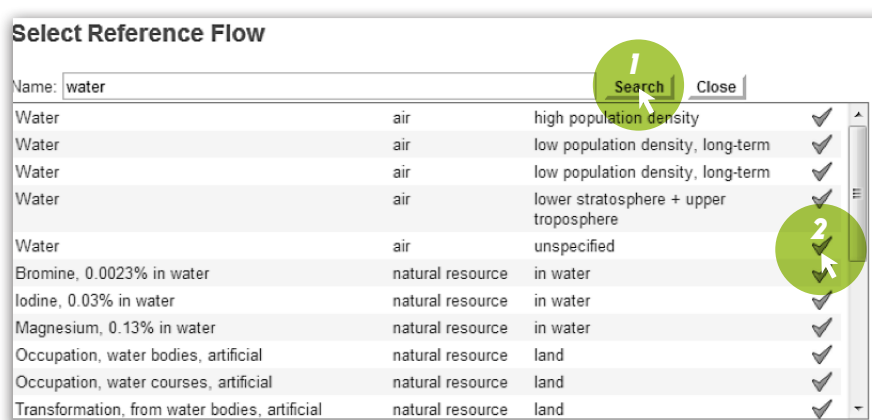 Select Reference Flow
1
Name: water Search Close
Water air high population density
Water air low population density, long-term
Water air low population density, long-term
Water air lower stratosphere + upper
troposphere
2
Water air unspecified
Bromine, 0.0023% in water natural resource in water
Iodine, 0.03% in water natural resource in water
Magnesium, 0.13% in water natural resource in water
Occupation, water bodies, artificial natural resource land
Occupation, water courses, artificial natural resource land
Transformation, from water bodies, artificial natural resource land